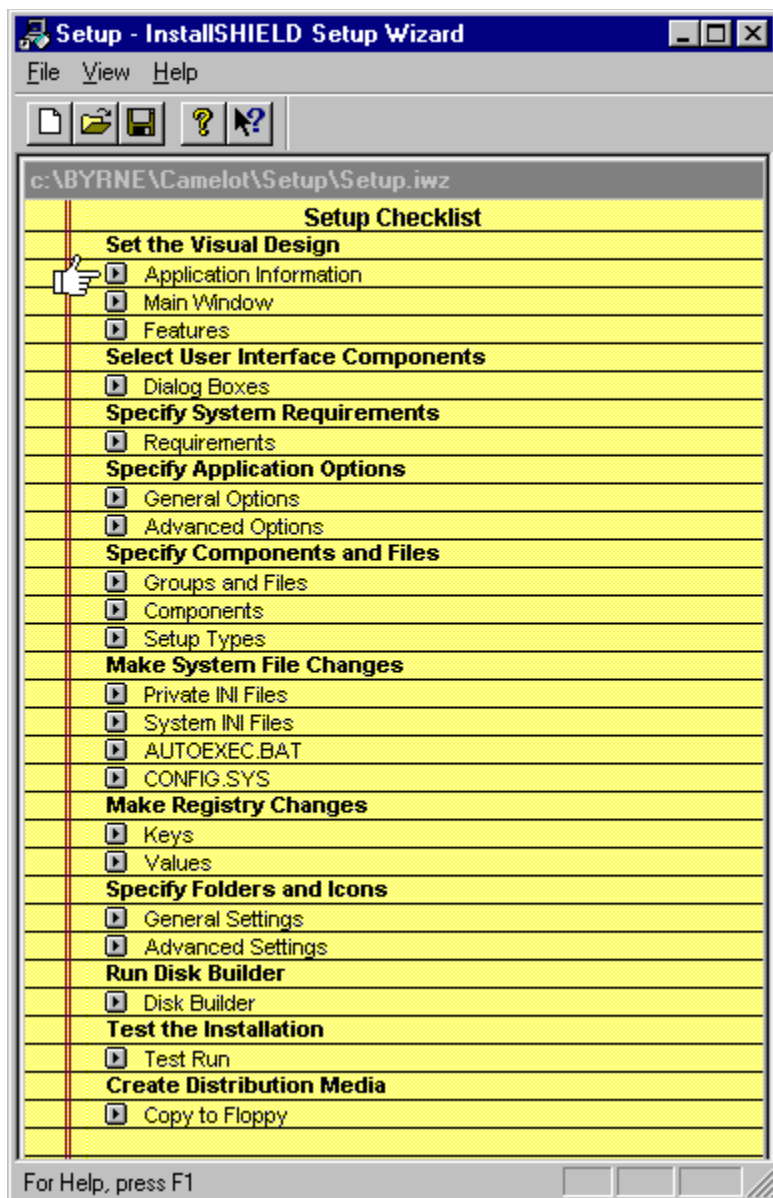 Setup - InstallSHIELD Setup Wizard
File View Help
c:\BYRNE\Camelot\Setup\Setup.iwz
Setup Checklist
Set the Visual Design
Application Information
Main Window
Features
Select User Interface Components
Dialog Boxes
Specify System Requirements
Requirements
Specify Application Options
General Options
Advanced Options
Specify Components and Files
Groups and Files
Components
Setup Types
Make System File Changes
Private INI Files
System INI Files
AUTOEXEC.BAT
CONFIG.SYS
Make Registry Changes
Keys
Values
Specify Folders and Icons
General Settings
Advanced Settings
Run Disk Builder
Disk Builder
Test the Installation
Test Run
Create Distribution Media
Copy to Floppy
For Help, press F1